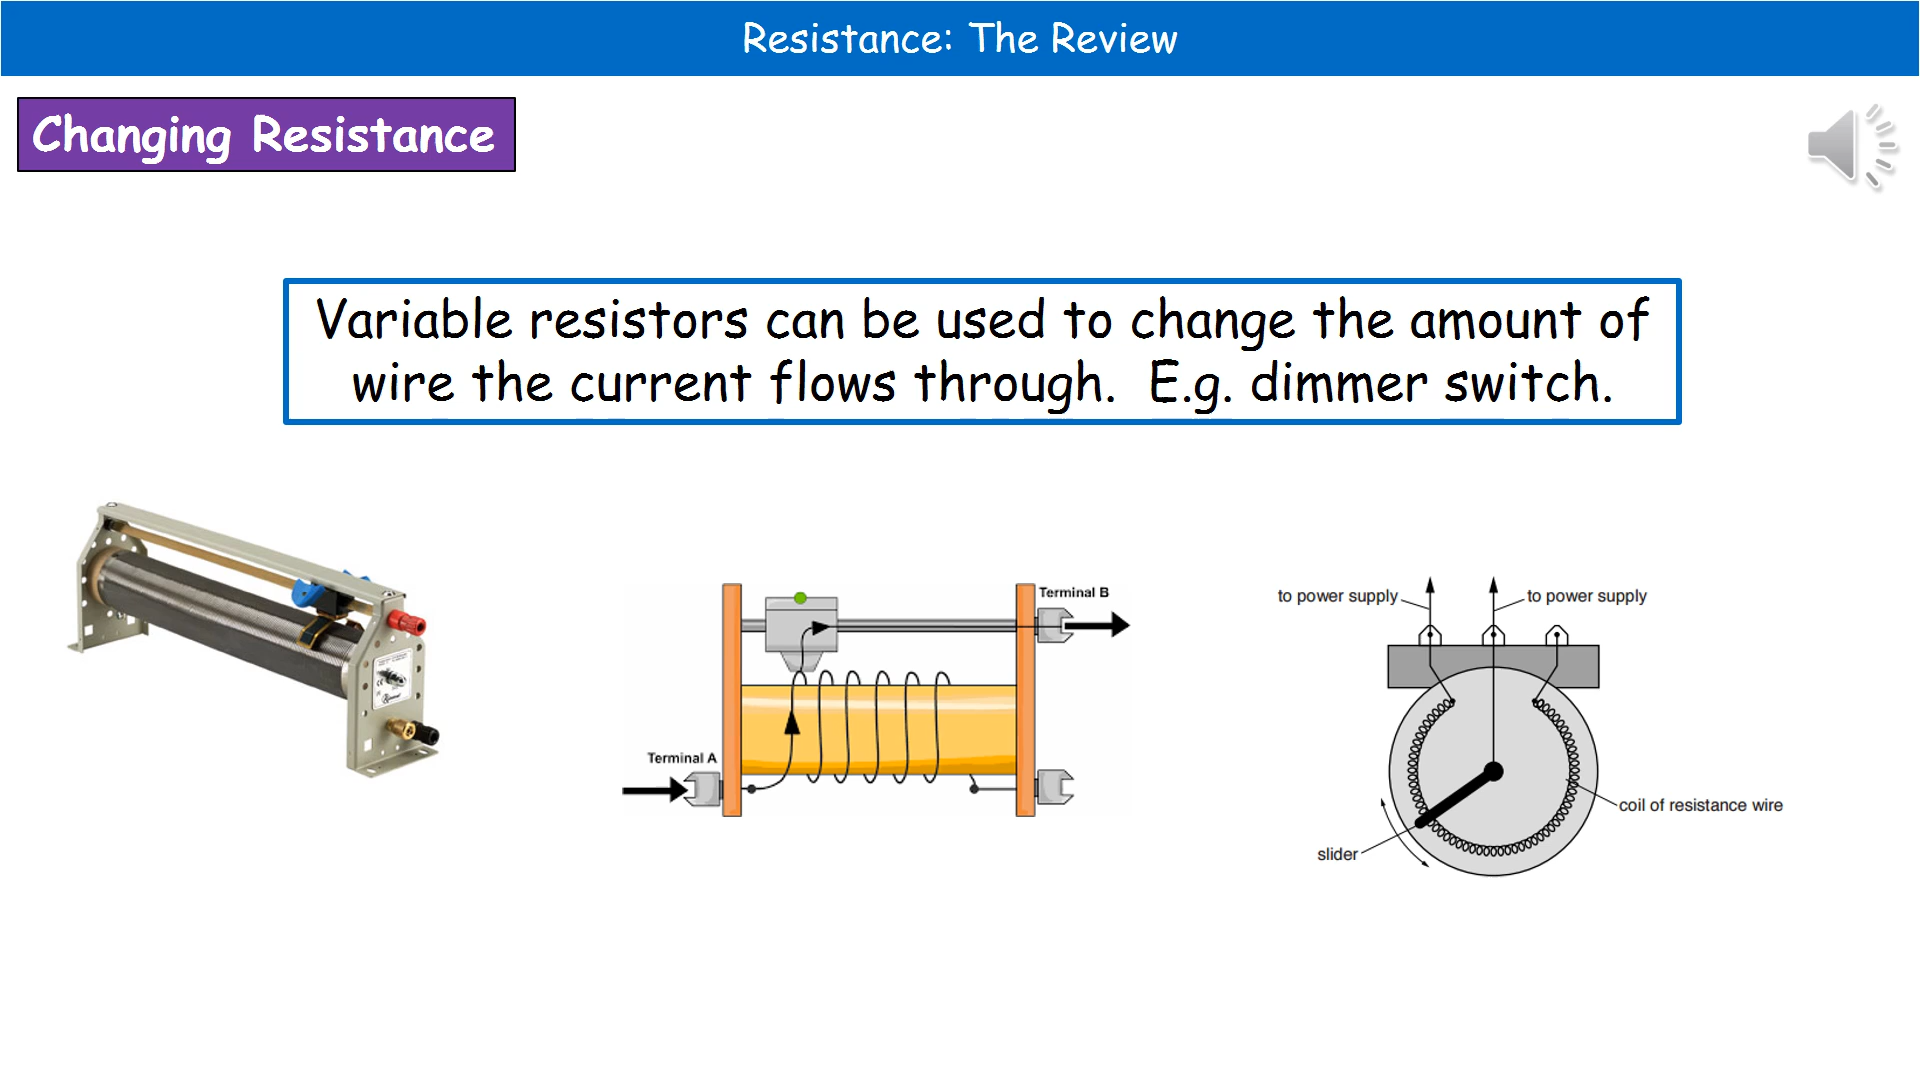 Resistance: The Review
Changing Resistance
Variable resistors can be used to change the amount of
wire the current flows through.  E.g. dimmer switch.
Terminal B
Terminal A
to power supply
to power supply
coil of resistance wire
slider